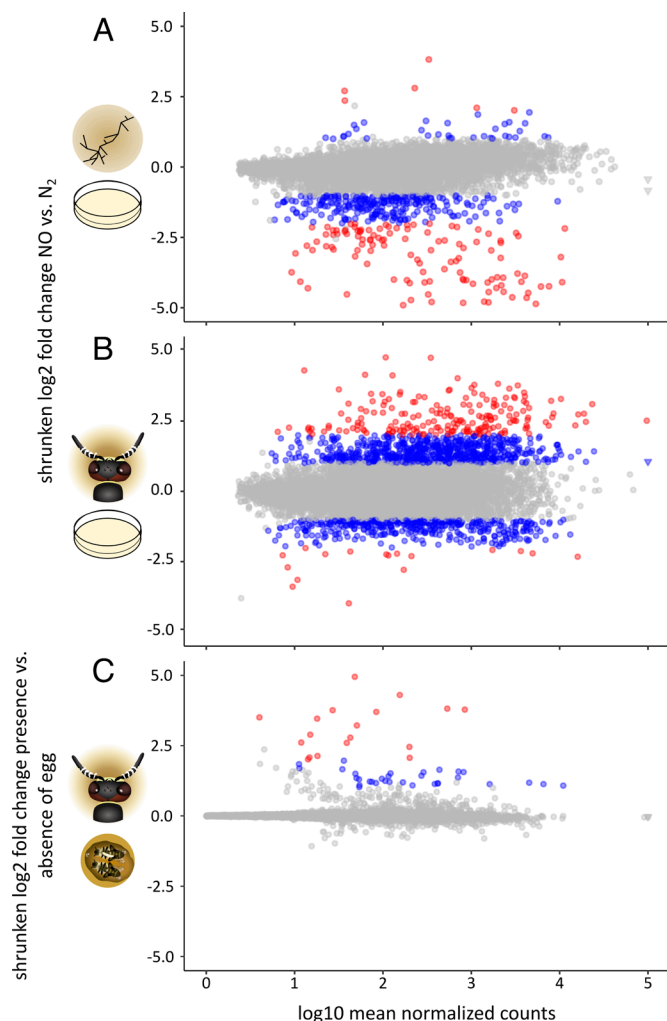 A
5.0
2.5
0.0
-2.5
-5.0
shrunken log2 fold change NO vs. N2
B
5.0
2.5
0.0
-2.5
-5.0
shrunken log2 fold change presence vs.
absence of egg
C
5.0
2.5
0.0
-2.5
-5.0
0 1 2 3 4 5
log10 mean normalized counts